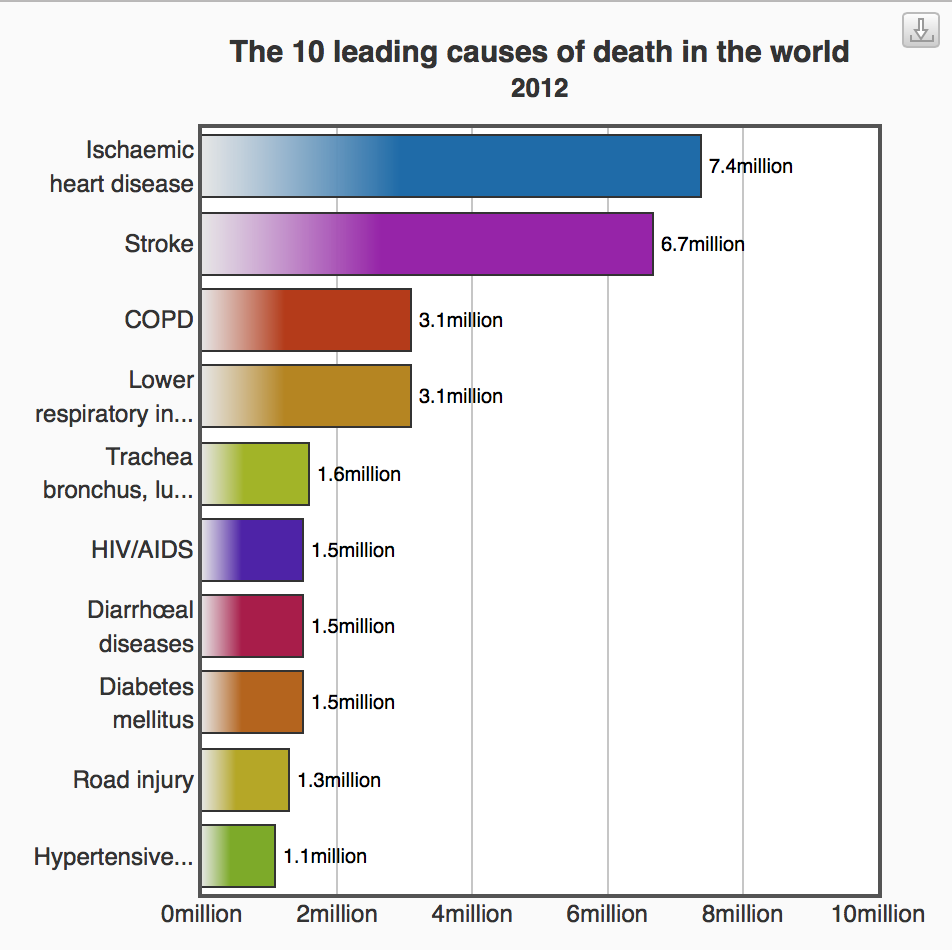 The 10 leading causes of death in the world
2012
Ischaemic
heart disease
7.4million
Stroke
6.7million
COPD
3.1million
Lower
respiratory in...
3.1million
Trachea
bronchus, lu...
1.6million
HIV/AIDS
1.5million
Diarrhœal
diseases
1.5million
Diabetes
mellitus
1.5million
Road injury
1.3million
Hypertensive...
1.1million
0million 2million 4million 6million 8million 10million